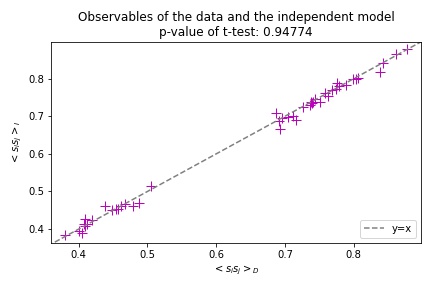 Observables of the data and the independent model
p-value of t-test: 0.94774
0.8
0.7
0.6
0.5
0.4
< s_i s_j >_I
0.4 0.5 0.6 0.7 0.8
< s_i s_j >_D
y=x